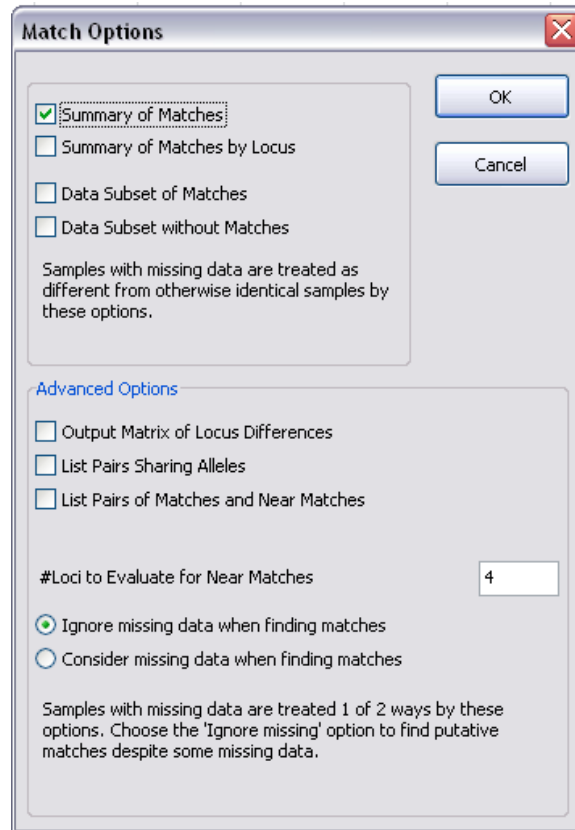 Match Options
OK
Cancel
Summary of Matches
Summary of Matches by Locus
Data Subset of Matches
Data Subset without Matches
Samples with missing data are treated as
different from otherwise identical samples by
these options.
Advanced Options
Output Matrix of Locus Differences
List Pairs Sharing Alleles
List Pairs of Matches and Near Matches
#Loci to Evaluate for Near Matches 4
Ignore missing data when finding matches
Consider missing data when finding matches
Samples with missing data are treated 1 of 2 ways by these
options. Choose the 'Ignore missing' option to find putative
matches despite some missing data.